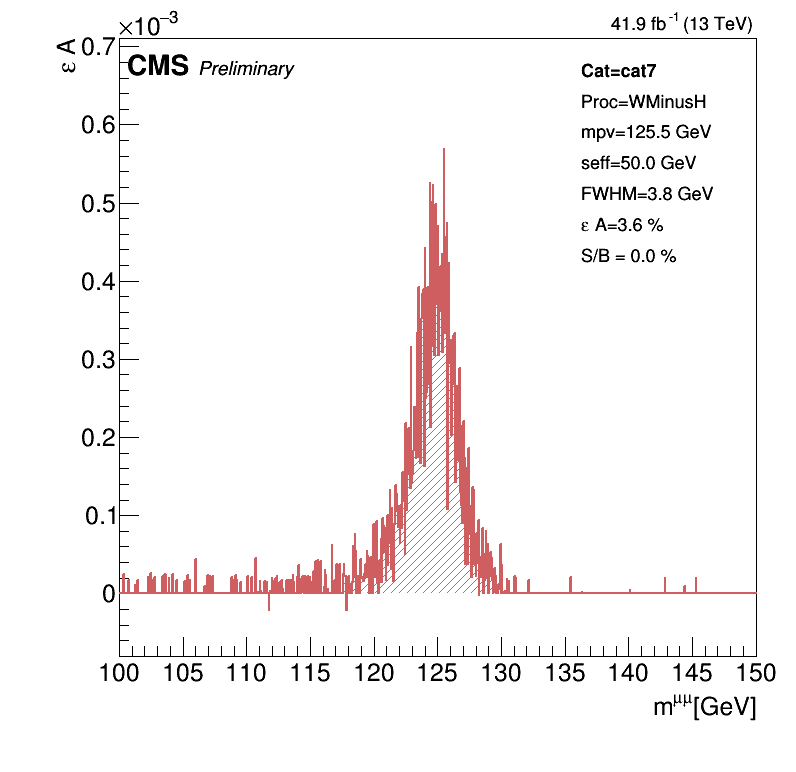 ×10⁻³
41.9 fb⁻¹ (13 TeV)
ε A
CMS Preliminary
Cat=cat7
Proc=WMinusH
mpv=125.5 GeV
seff=50.0 GeV
FWHM=3.8 GeV
ε A=3.6 %
S/B = 0.0 %
0.7
0.6
0.5
0.4
0.3
0.2
0.1
0
100 105 110 115 120 125 130 135 140 145 150
m^μμ[GeV]